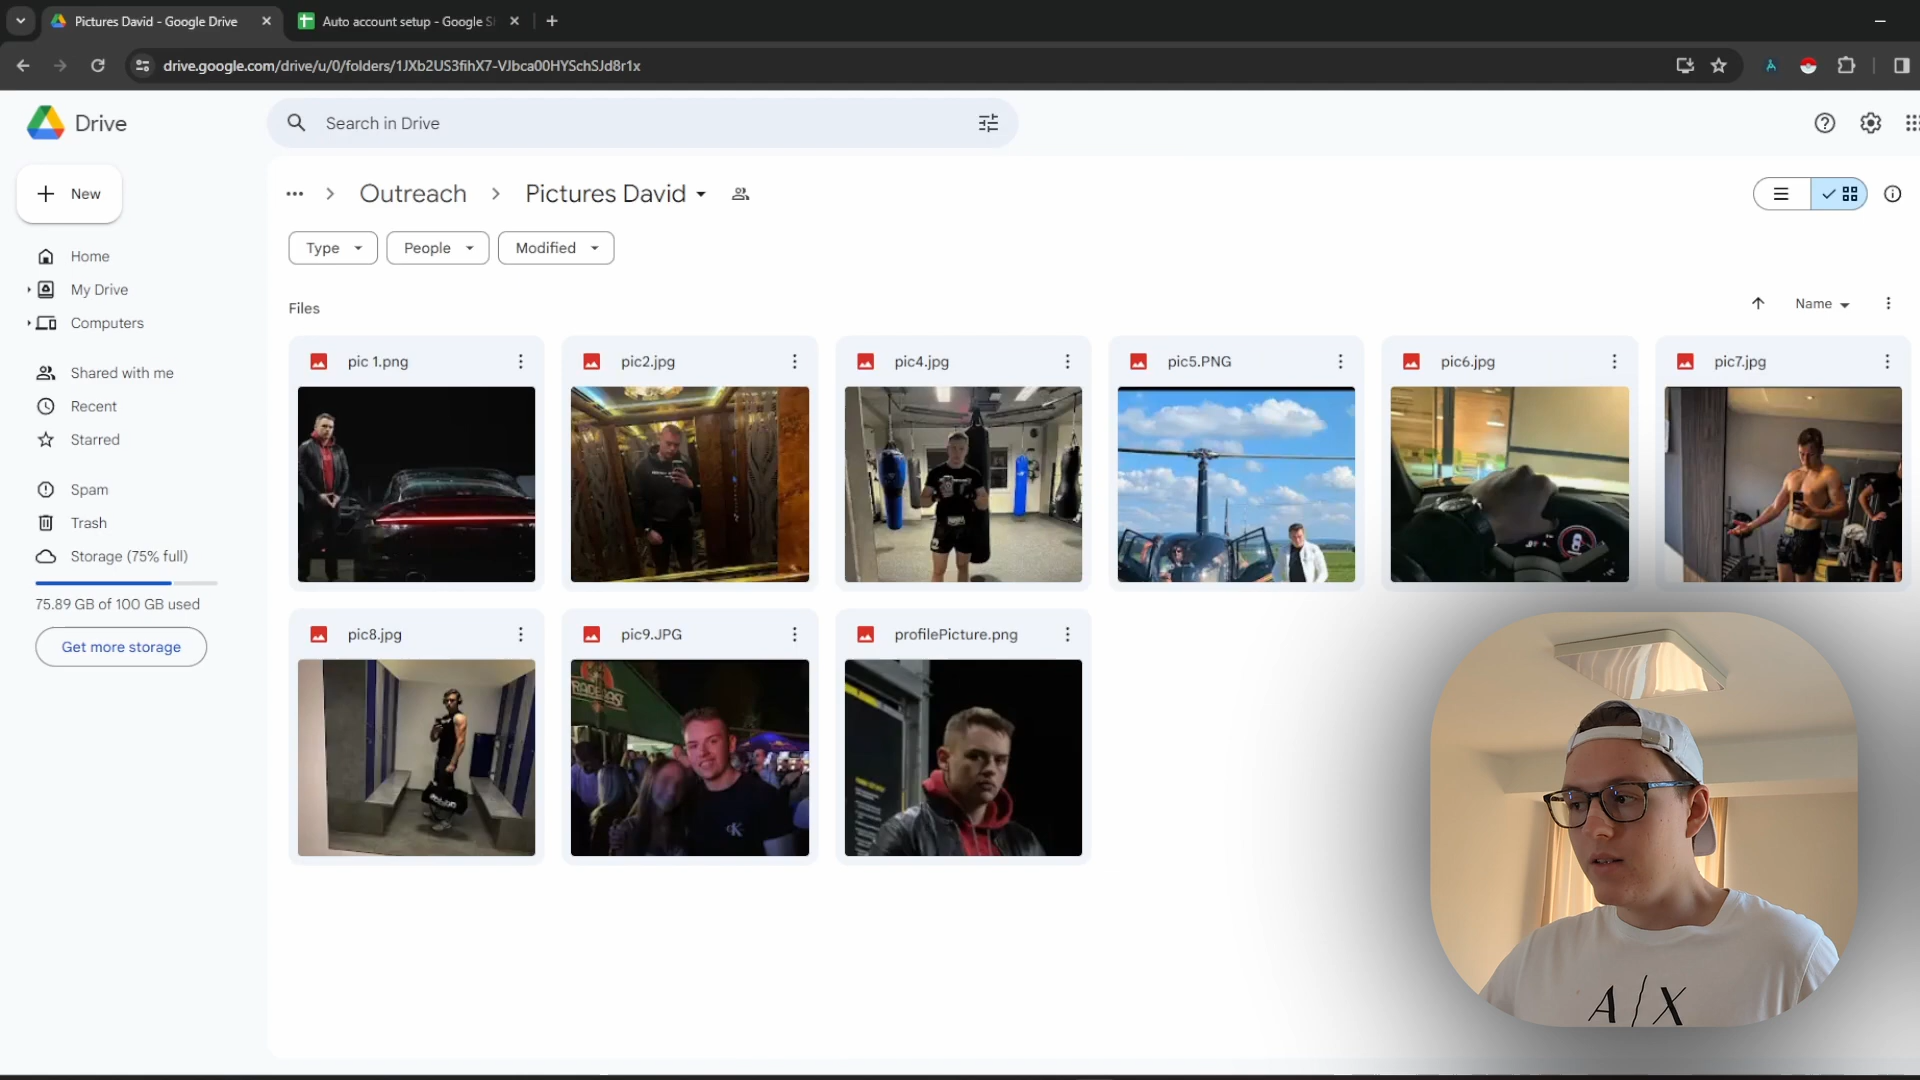 Pictures David - Google Drive
Auto account setup - Google S
drive.google.com/drive/u/0/folders/1JXb2US3fihX7-VJbca00HYSchSJd8r1x
Drive
Search in Drive
New
... > Outreach > Pictures David
Type
People
Modified
Home
My Drive
Computers
Shared with me
Recent
Starred
Spam
Trash
Storage (75% full)
75.89 GB of 100 GB used
Get more storage
Files
Name
pic 1.png
pic2.jpg
pic4.jpg
pic5.PNG
pic6.jpg
pic7.jpg
pic8.jpg
pic9.JPG
profilePicture.png
A/X